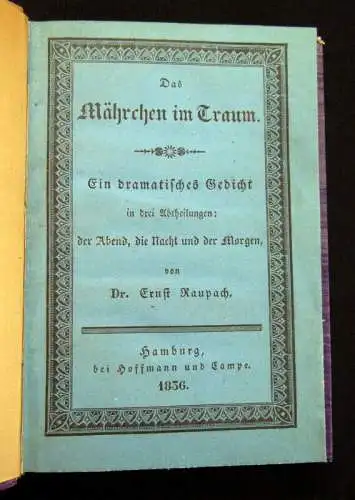 Das
Mährchen im Traum.
Ein dramatisches Gedicht
in drei Abtheilungen:
der Abend, die Nacht und der Morgen,
von
Dr. Ernst Raupach.
Hamburg,
bei Hoffmann und Campe.
1836.